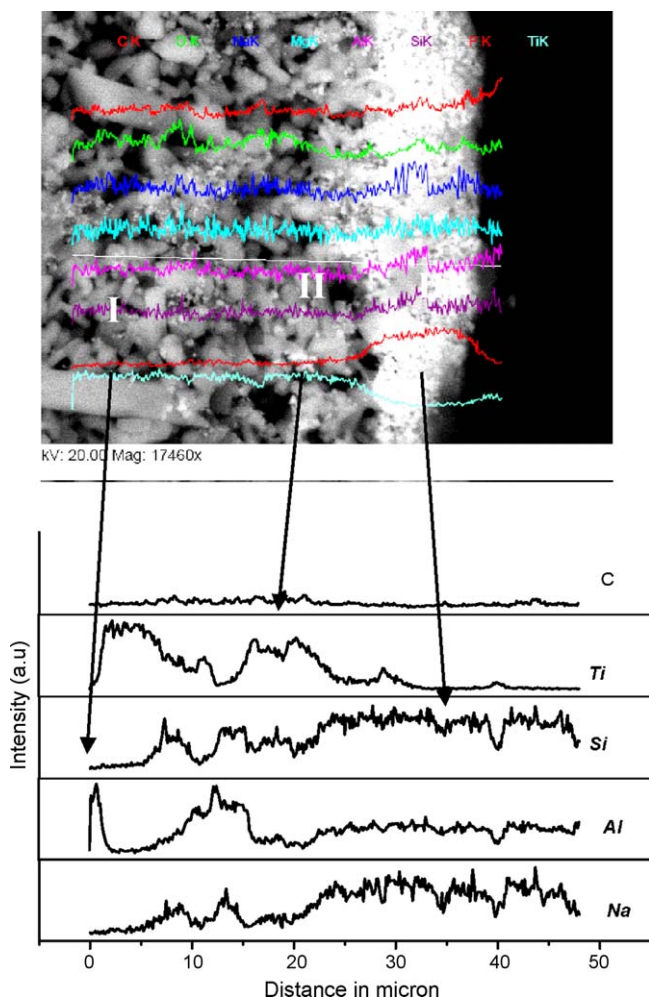 C K O K NaK MgK AlK SiK P K TiK
II
I
kV: 20.00 Mag: 17460x
C
Ti
Si
Al
Na
Intensity (a.u)
0 10 20 30 40 50
Distance in micron